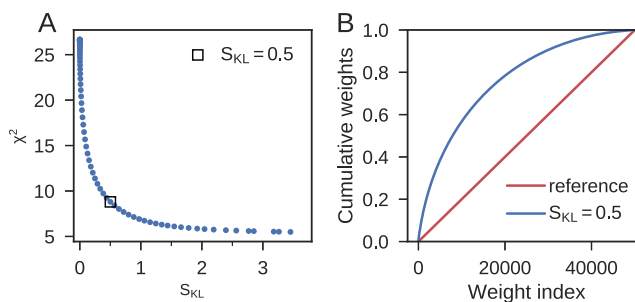 A
S_KL = 0.5
25
20
15
10
5
χ²
0
1
2
3
S_KL
B
1.0
0.8
0.6
0.4
0.2
0.0
Cumulative weights
reference
S_KL = 0.5
0
20000
40000
Weight index